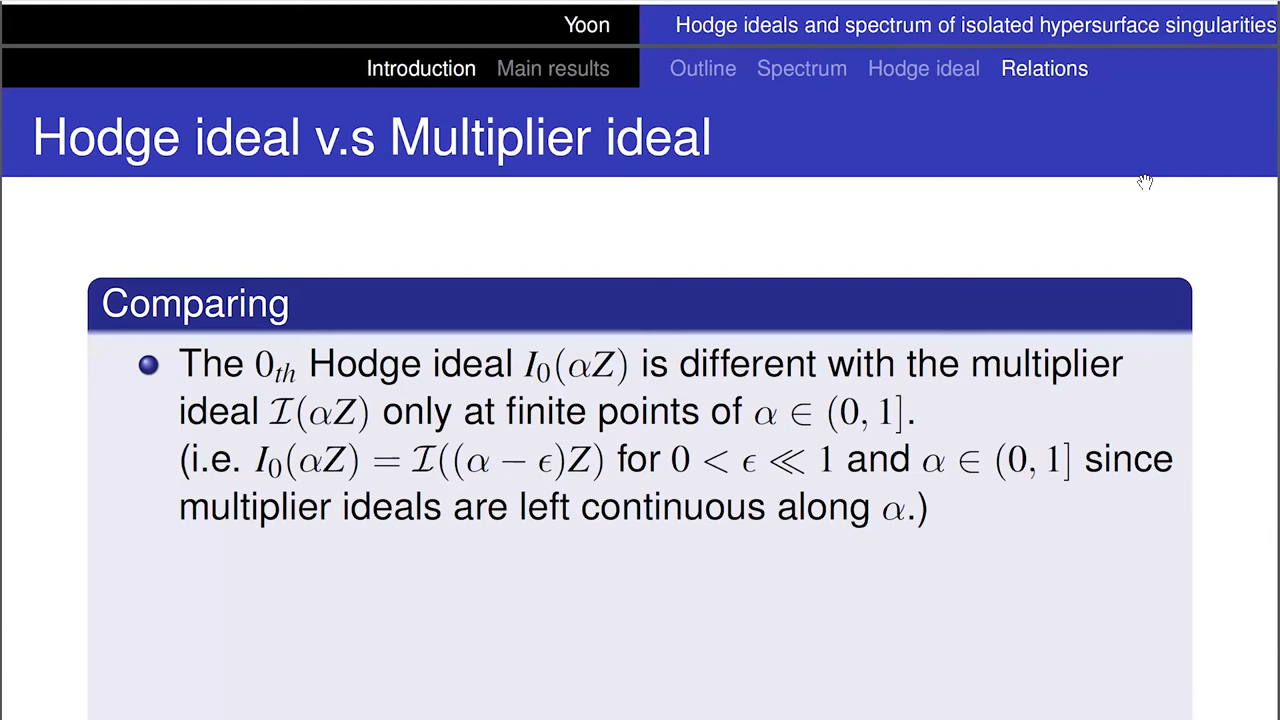 Yoon
Hodge ideals and spectrum of isolated hypersurface singularities
Introduction Main results
Outline Spectrum Hodge ideal Relations
Hodge ideal v.s Multiplier ideal
Comparing
The 0_{th} Hodge ideal I_0(αZ) is different with the multiplier
ideal ℐ(αZ) only at finite points of α ∈ (0, 1].
(i.e. I_0(αZ) = ℐ((α − ϵ)Z) for 0 < ϵ ≪ 1 and α ∈ (0, 1] since
multiplier ideals are left continuous along α.)